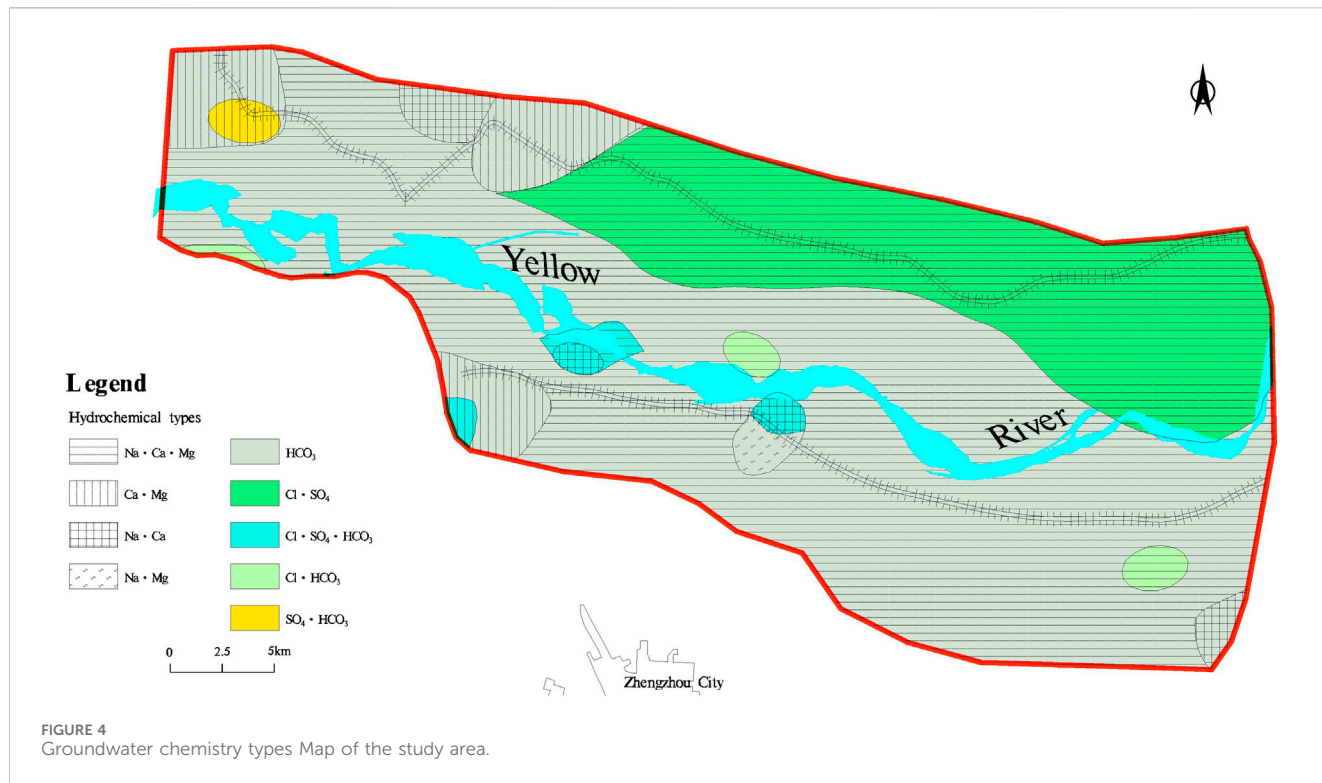 Yellow
River
Legend
Hydrochemical types
Na・Ca・Mg
HCO₃
Ca・Mg
Cl・SO₄
Na・Ca
Cl・SO₄・HCO₃
Na・Mg
Cl・HCO₃
SO₄・HCO₃
0 2.5 5km
Zhengzhou City
FIGURE 4
Groundwater chemistry types Map of the study area.